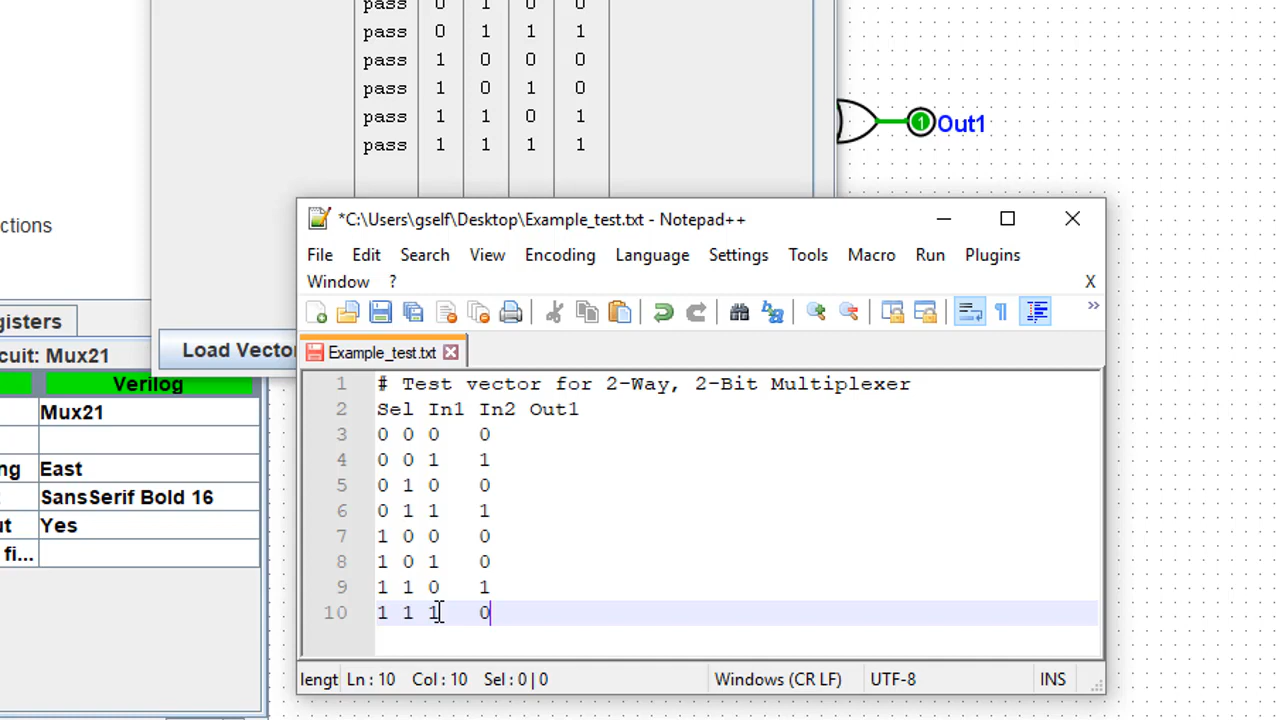 pass 0 1 0 0
pass 0 1 1 1
pass 1 0 0 0
pass 1 0 1 0
pass 1 1 0 1
pass 1 1 1 1
1 Out1
ctions
gisters
cuit: Mux21
Verilog
Mux21
ng East
SansSerif Bold 16
ut Yes
fi...
Load Vector
*C:\Users\gself\Desktop\Example_test.txt - Notepad++
File Edit Search View Encoding Language Settings Tools Macro Run Plugins
Window ? X
Example_test.txt
1 # Test vector for 2-Way, 2-Bit Multiplexer
2 Sel In1 In2 Out1
3 0 0 0 0
4 0 0 1 1
5 0 1 0 0
6 0 1 1 1
7 1 0 0 0
8 1 0 1 0
9 1 1 0 1
10 1 1 1 0
lengt Ln : 10 Col : 10 Sel : 0 | 0 Windows (CR LF) UTF-8 INS